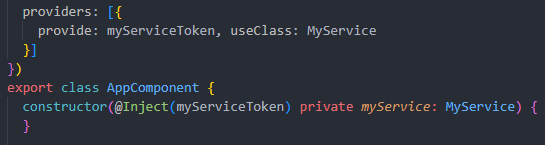 providers: [{
provide: myServiceToken, useClass: MyService
}]
})
export class AppComponent {
constructor(@Inject(myServiceToken) private myService: MyService) {
}